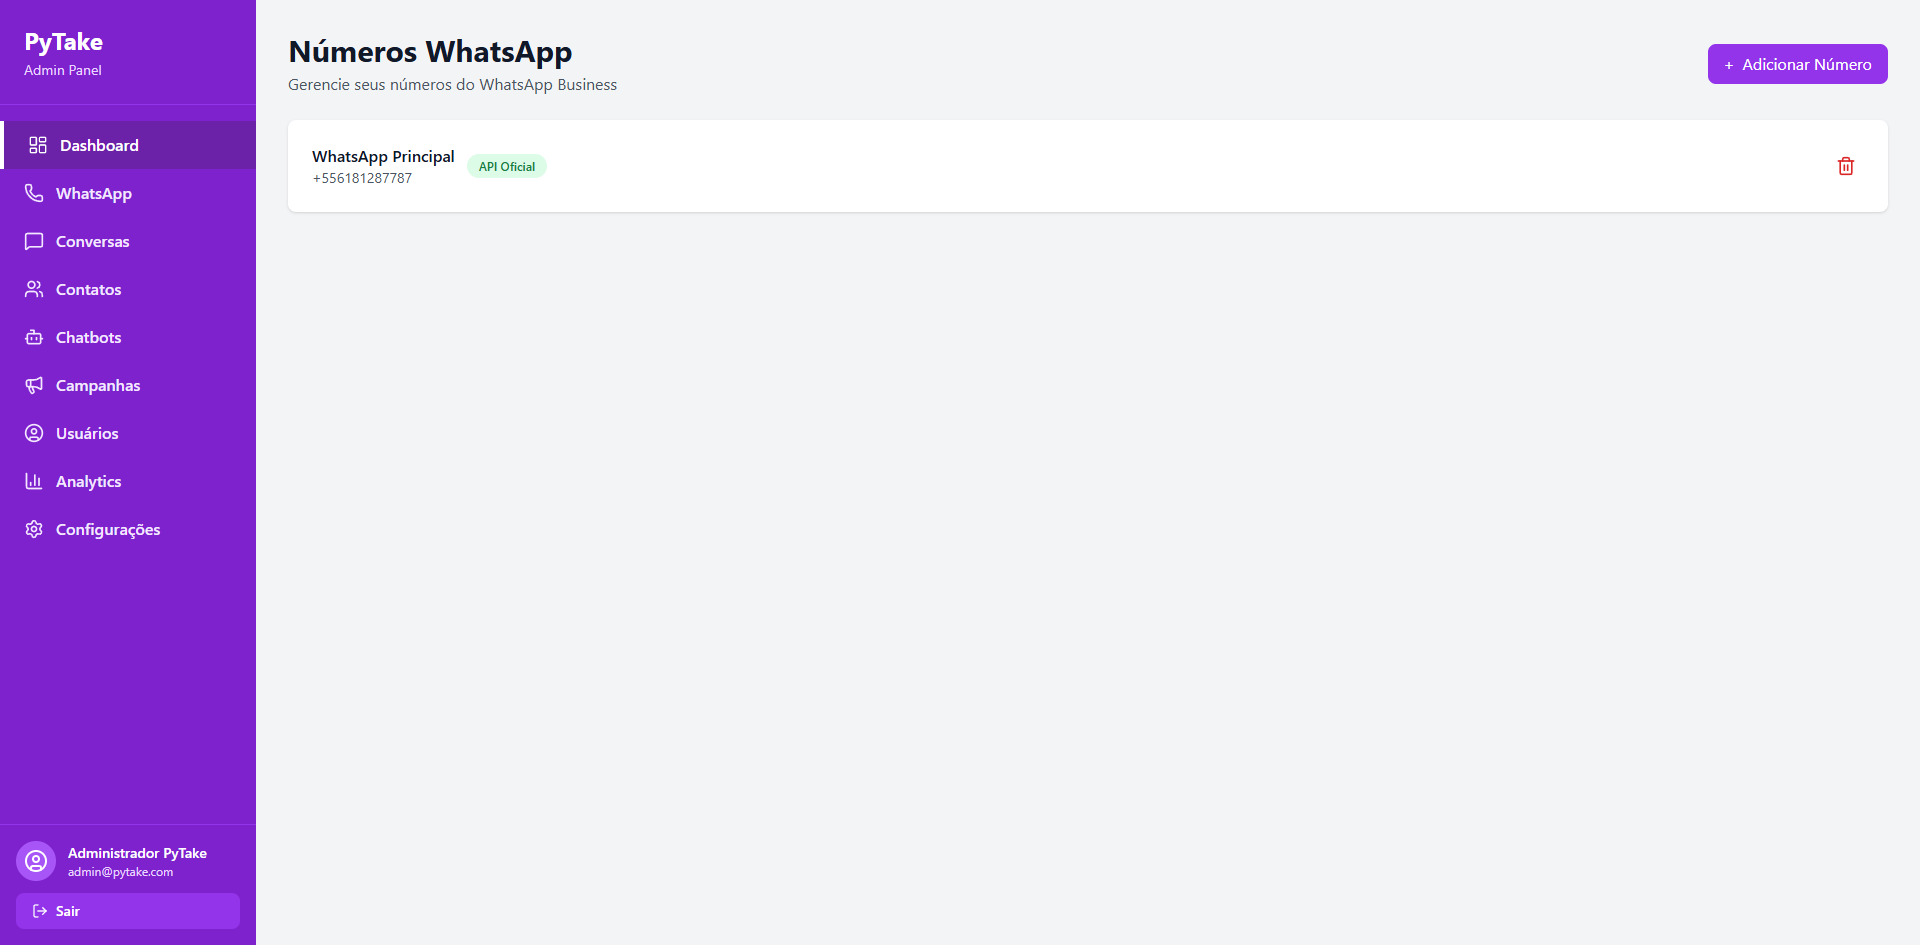 PyTake
Admin Panel
Dashboard
WhatsApp
Conversas
Contatos
Chatbots
Campanhas
Usuários
Analytics
Configurações
Administrador PyTake
admin@pytake.com
Sair
Números WhatsApp
Gerencie seus números do WhatsApp Business
+ Adicionar Número
WhatsApp Principal
API Oficial
+556181287787